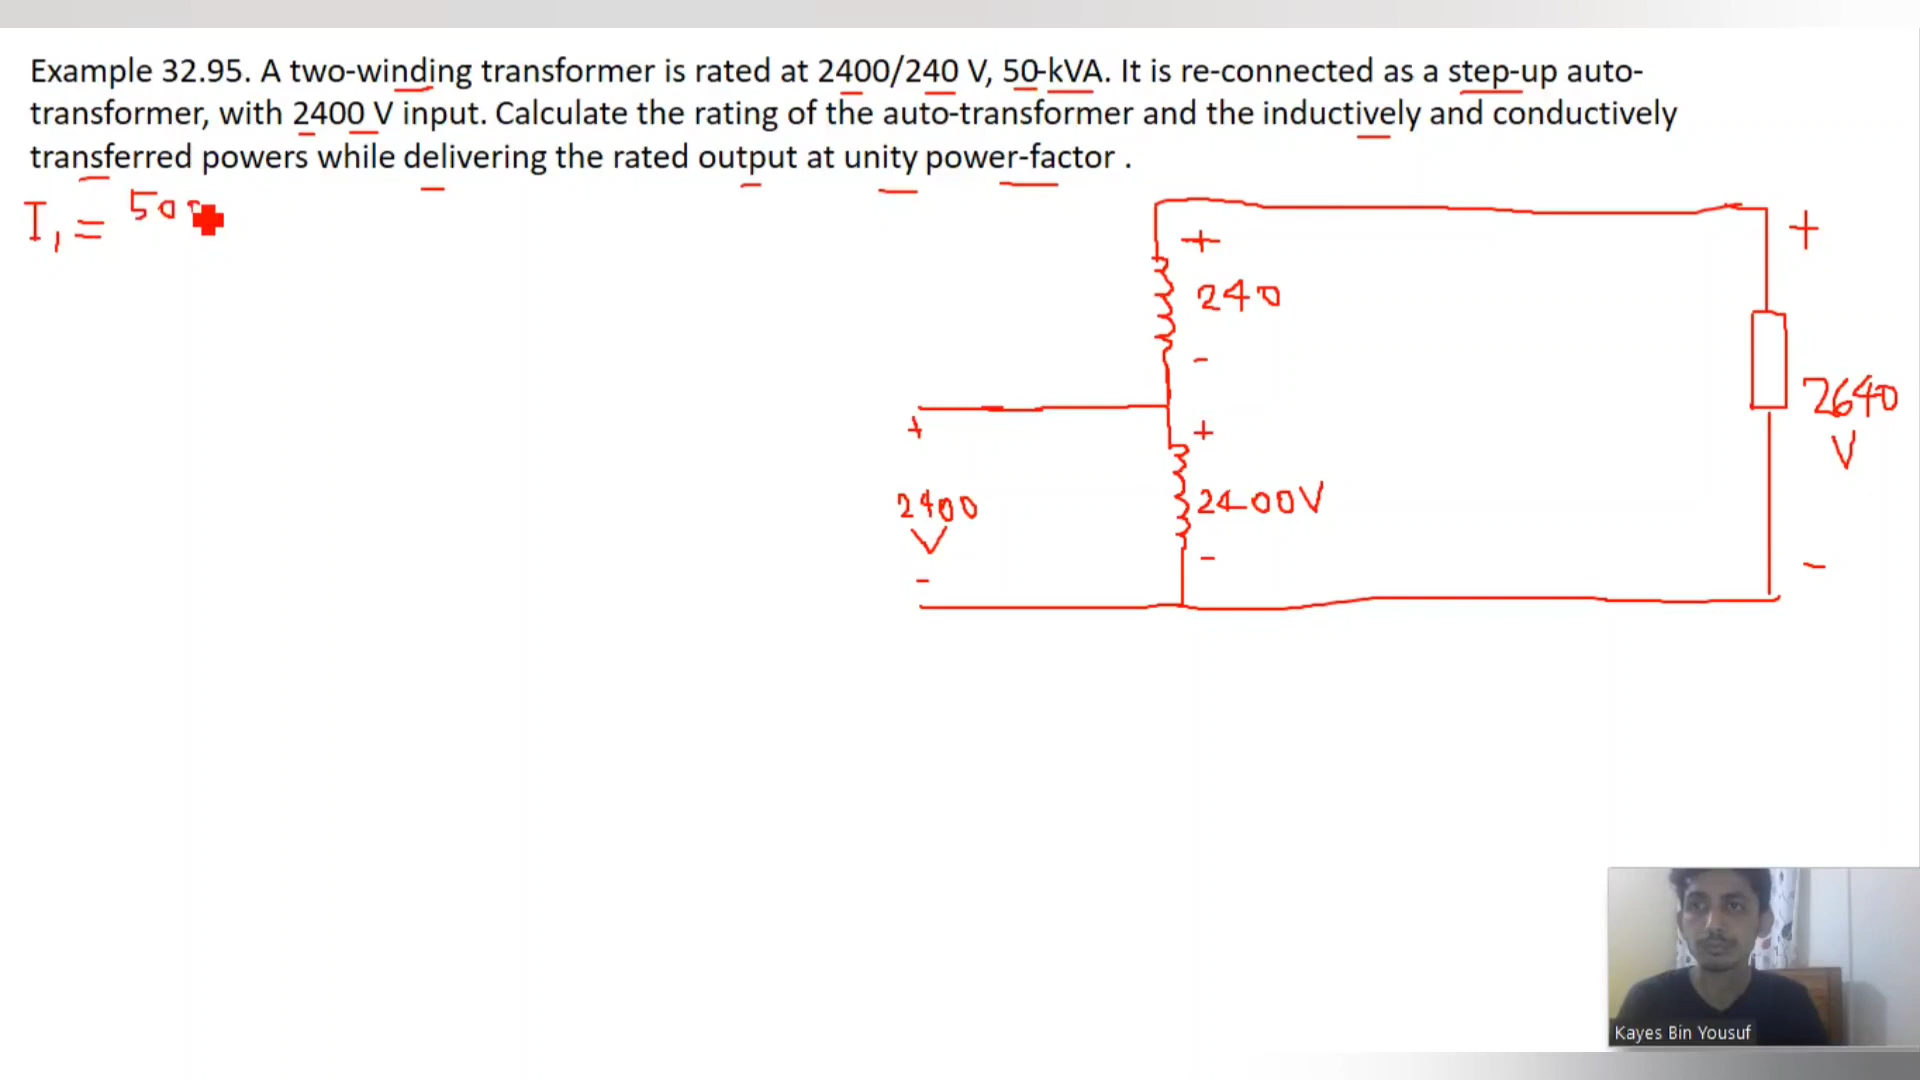 Example 32.95. A two-winding transformer is rated at 2400/240 V, 50-kVA. It is re-connected as a step-up auto-
transformer, with 2400 V input. Calculate the rating of the auto-transformer and the inductively and conductively
transferred powers while delivering the rated output at unity power-factor .
I₁ = 50
+
+
240
-
+
+
2640
V
2400
V
2400V
-
-
-
Kayes Bin Yousuf